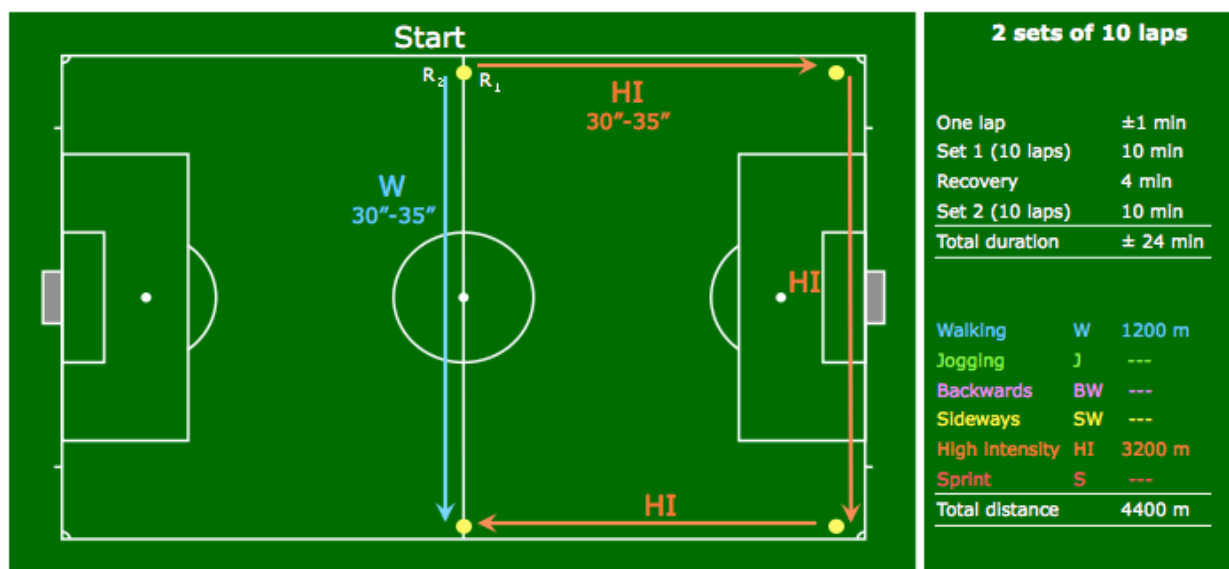 Start
R₂ R₁
HI
30"-35"
W
30"-35"
HI
HI
2 sets of 10 laps
One lap ±1 min
Set 1 (10 laps) 10 min
Recovery 4 min
Set 2 (10 laps) 10 min
Total duration ± 24 min
Walking W 1200 m
Jogging J ---
Backwards BW ---
Sideways SW ---
High intensity HI 3200 m
Sprint S ---
Total distance 4400 m